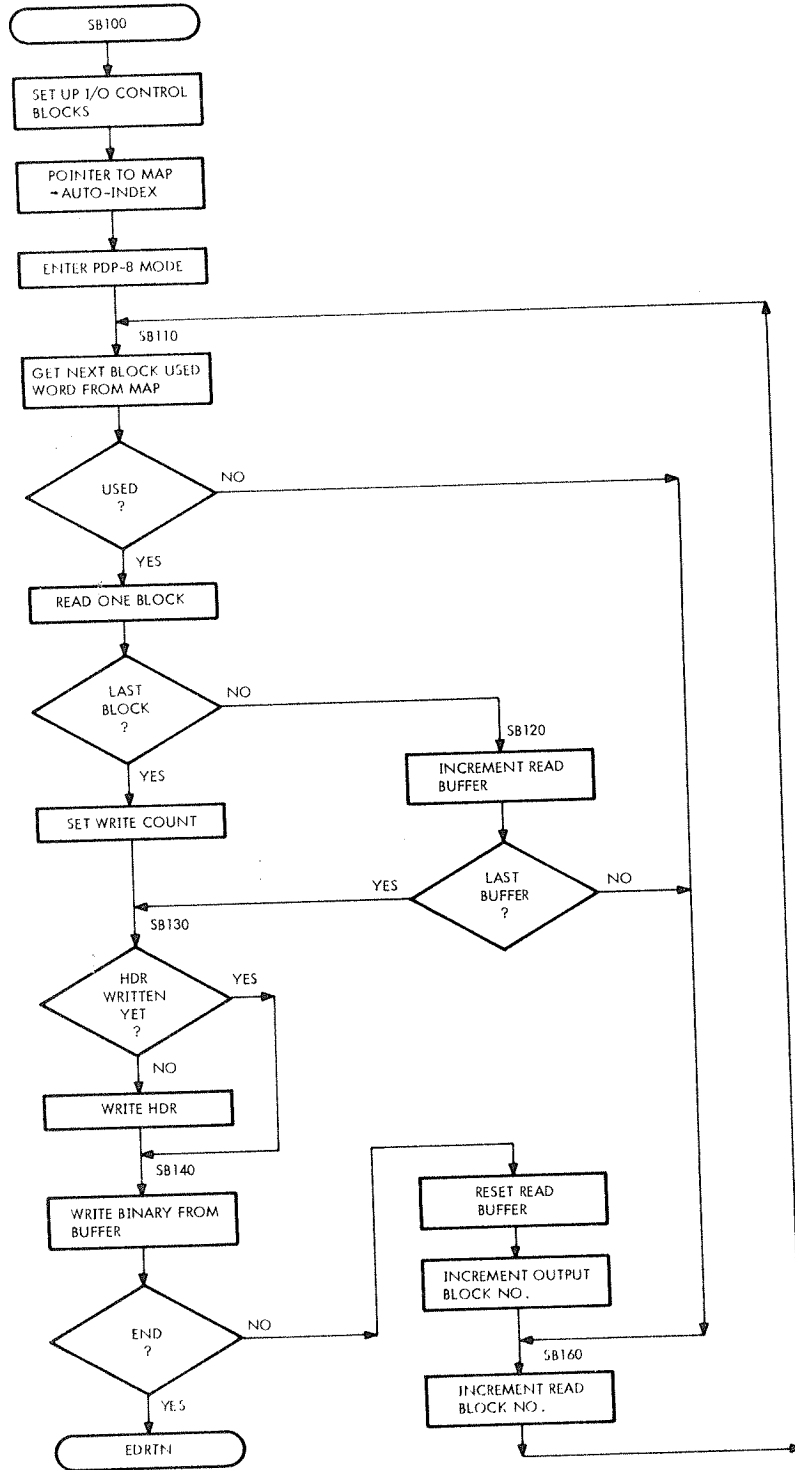 SB100
SET UP I/O CONTROL
BLOCKS
POINTER TO MAP
→AUTO-INDEX
ENTER PDP-8 MODE
SB110
GET NEXT BLOCK USED
WORD FROM MAP
USED
?
NO
YES
READ ONE BLOCK
LAST
BLOCK
?
NO
YES
SB120
INCREMENT READ
BUFFER
SET WRITE COUNT
LAST
BUFFER
?
YES
NO
SB130
HDR
WRITTEN
YET
?
YES
NO
WRITE HDR
SB140
WRITE BINARY FROM
BUFFER
RESET READ
BUFFER
INCREMENT OUTPUT
BLOCK NO.
END
?
NO
YES
SB160
INCREMENT READ
BLOCK NO.
EDRTN